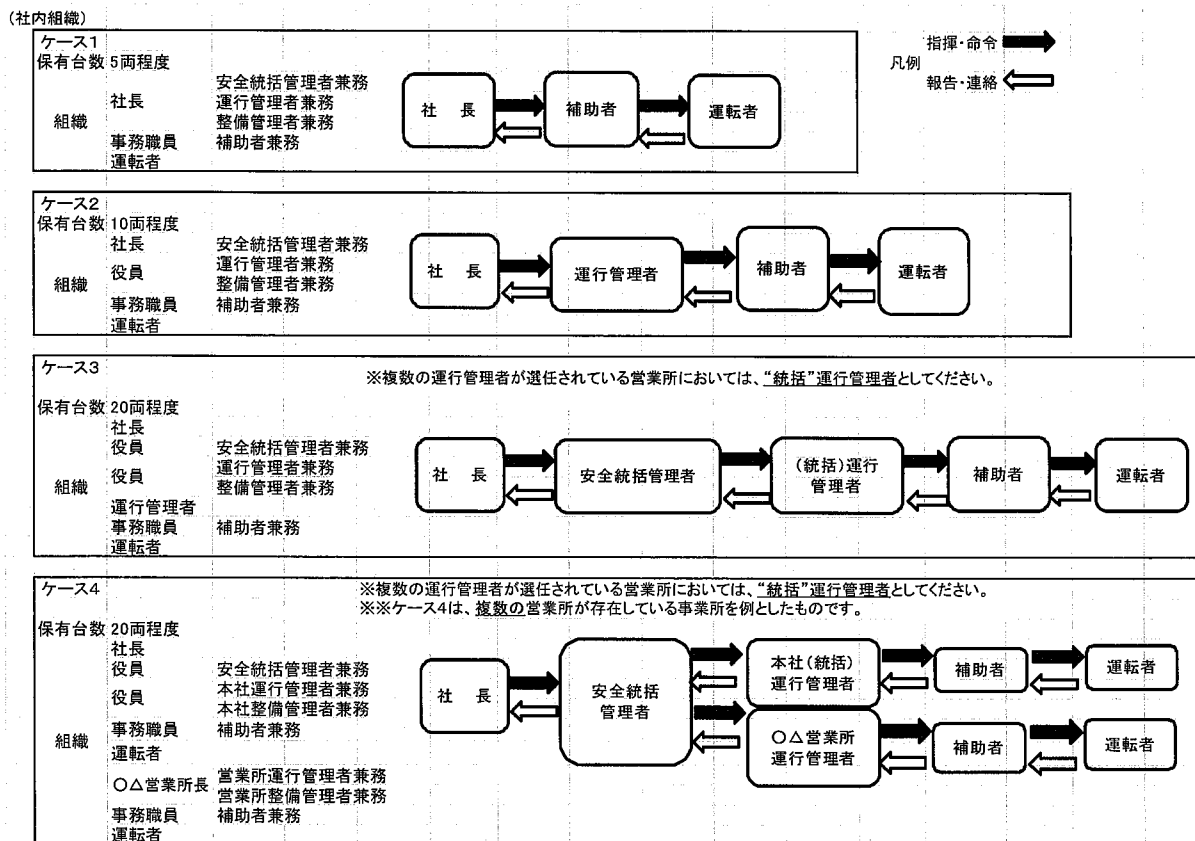 (社内組織)
ケース1
保有台数 5両程度
安全統括管理者兼務
社長 運行管理者兼務
整備管理者兼務
組織
事務職員 補助者兼務
運転者
社 長 補助者 運転者
指揮・命令
凡例
報告・連絡
ケース2
保有台数 10両程度
社長 安全統括管理者兼務
役員 運行管理者兼務
整備管理者兼務
組織
事務職員 補助者兼務
運転者
社 長 運行管理者 補助者 運転者
ケース3
※複数の運行管理者が選任されている営業所においては、“統括”運行管理者としてください。
保有台数 20両程度
社長
役員 安全統括管理者兼務
役員 運行管理者兼務
整備管理者兼務
組織
運行管理者
事務職員 補助者兼務
運転者
社 長 安全統括管理者 (統括)運行
管理者 補助者 運転者
ケース4
※複数の運行管理者が選任されている営業所においては、“統括”運行管理者としてください。
※※ケース4は、複数の営業所が存在している事業所を例としたものです。
保有台数 20両程度
社長
役員 安全統括管理者兼務
役員 本社運行管理者兼務
本社整備管理者兼務
事務職員 補助者兼務
組織
運転者
〇△営業所長 営業所運行管理者兼務
営業所整備管理者兼務
事務職員 補助者兼務
運転者
社 長
安全統括
管理者
本社(統括)
運行管理者
補助者 運転者
〇△営業所
運行管理者
補助者 運転者